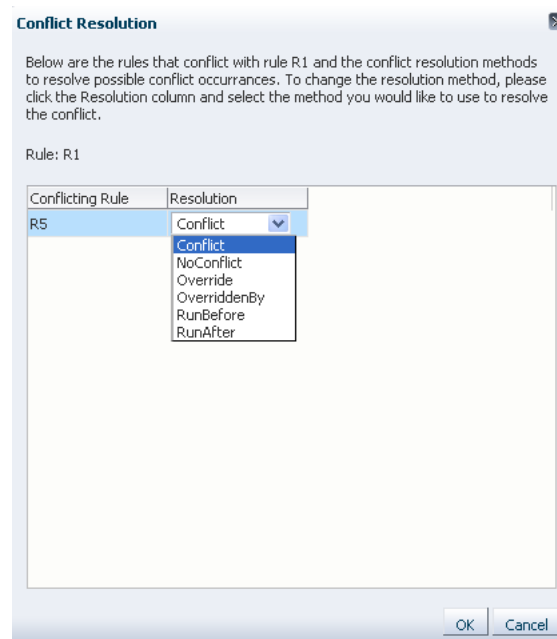 Conflict Resolution
Below are the rules that conflict with rule R1 and the conflict resolution methods
to resolve possible conflict occurrances. To change the resolution method, please
click the Resolution column and select the method you would like to use to resolve
the conflict.
Rule: R1
Conflicting Rule Resolution
R5 Conflict
Conflict
NoConflict
Override
OverriddenBy
RunBefore
RunAfter
OK Cancel